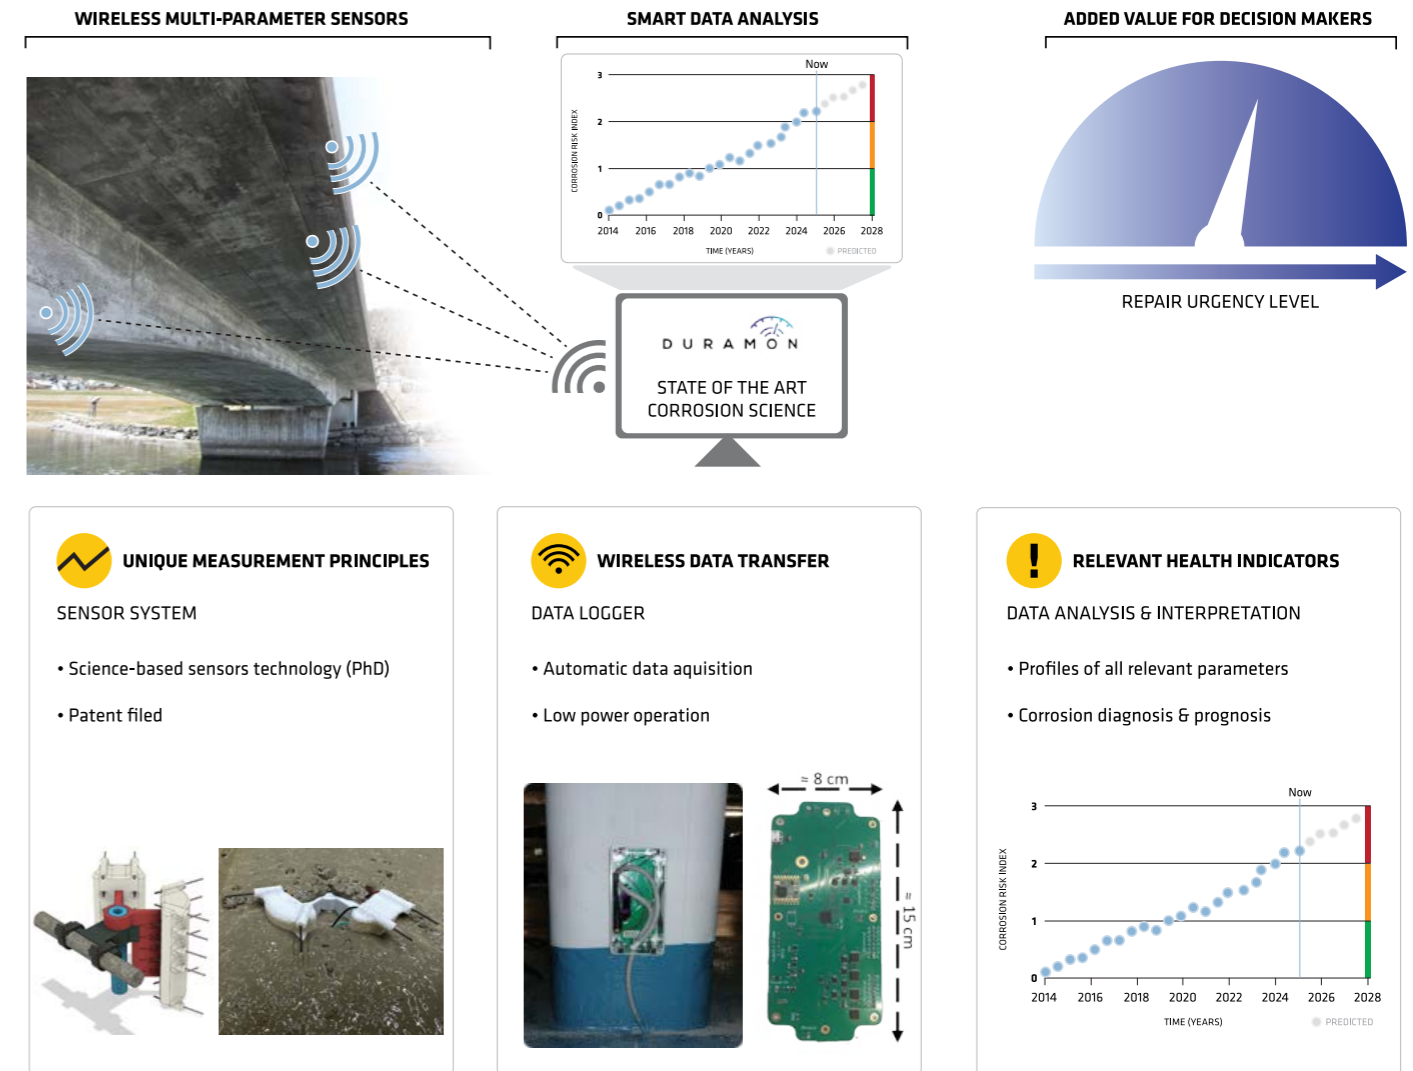 WIRELESS MULTI-PARAMETER SENSORS
SMART DATA ANALYSIS
ADDED VALUE FOR DECISION MAKERS
Now
3
2
1
0
CORROSION RISK INDEX
2014 2016 2018 2020 2022 2024 2026 2028
TIME (YEARS)
PREDICTED
DURAMON
STATE OF THE ART
CORROSION SCIENCE
REPAIR URGENCY LEVEL
UNIQUE MEASUREMENT PRINCIPLES
SENSOR SYSTEM
• Science-based sensors technology (PhD)
• Patent filed
WIRELESS DATA TRANSFER
DATA LOGGER
• Automatic data aquisition
• Low power operation
≈ 8 cm
≈ 15 cm
RELEVANT HEALTH INDICATORS
DATA ANALYSIS & INTERPRETATION
• Profiles of all relevant parameters
• Corrosion diagnosis & prognosis
Now
3
2
1
0
CORROSION RISK INDEX
2014 2016 2018 2020 2022 2024 2026 2028
TIME (YEARS)
PREDICTED